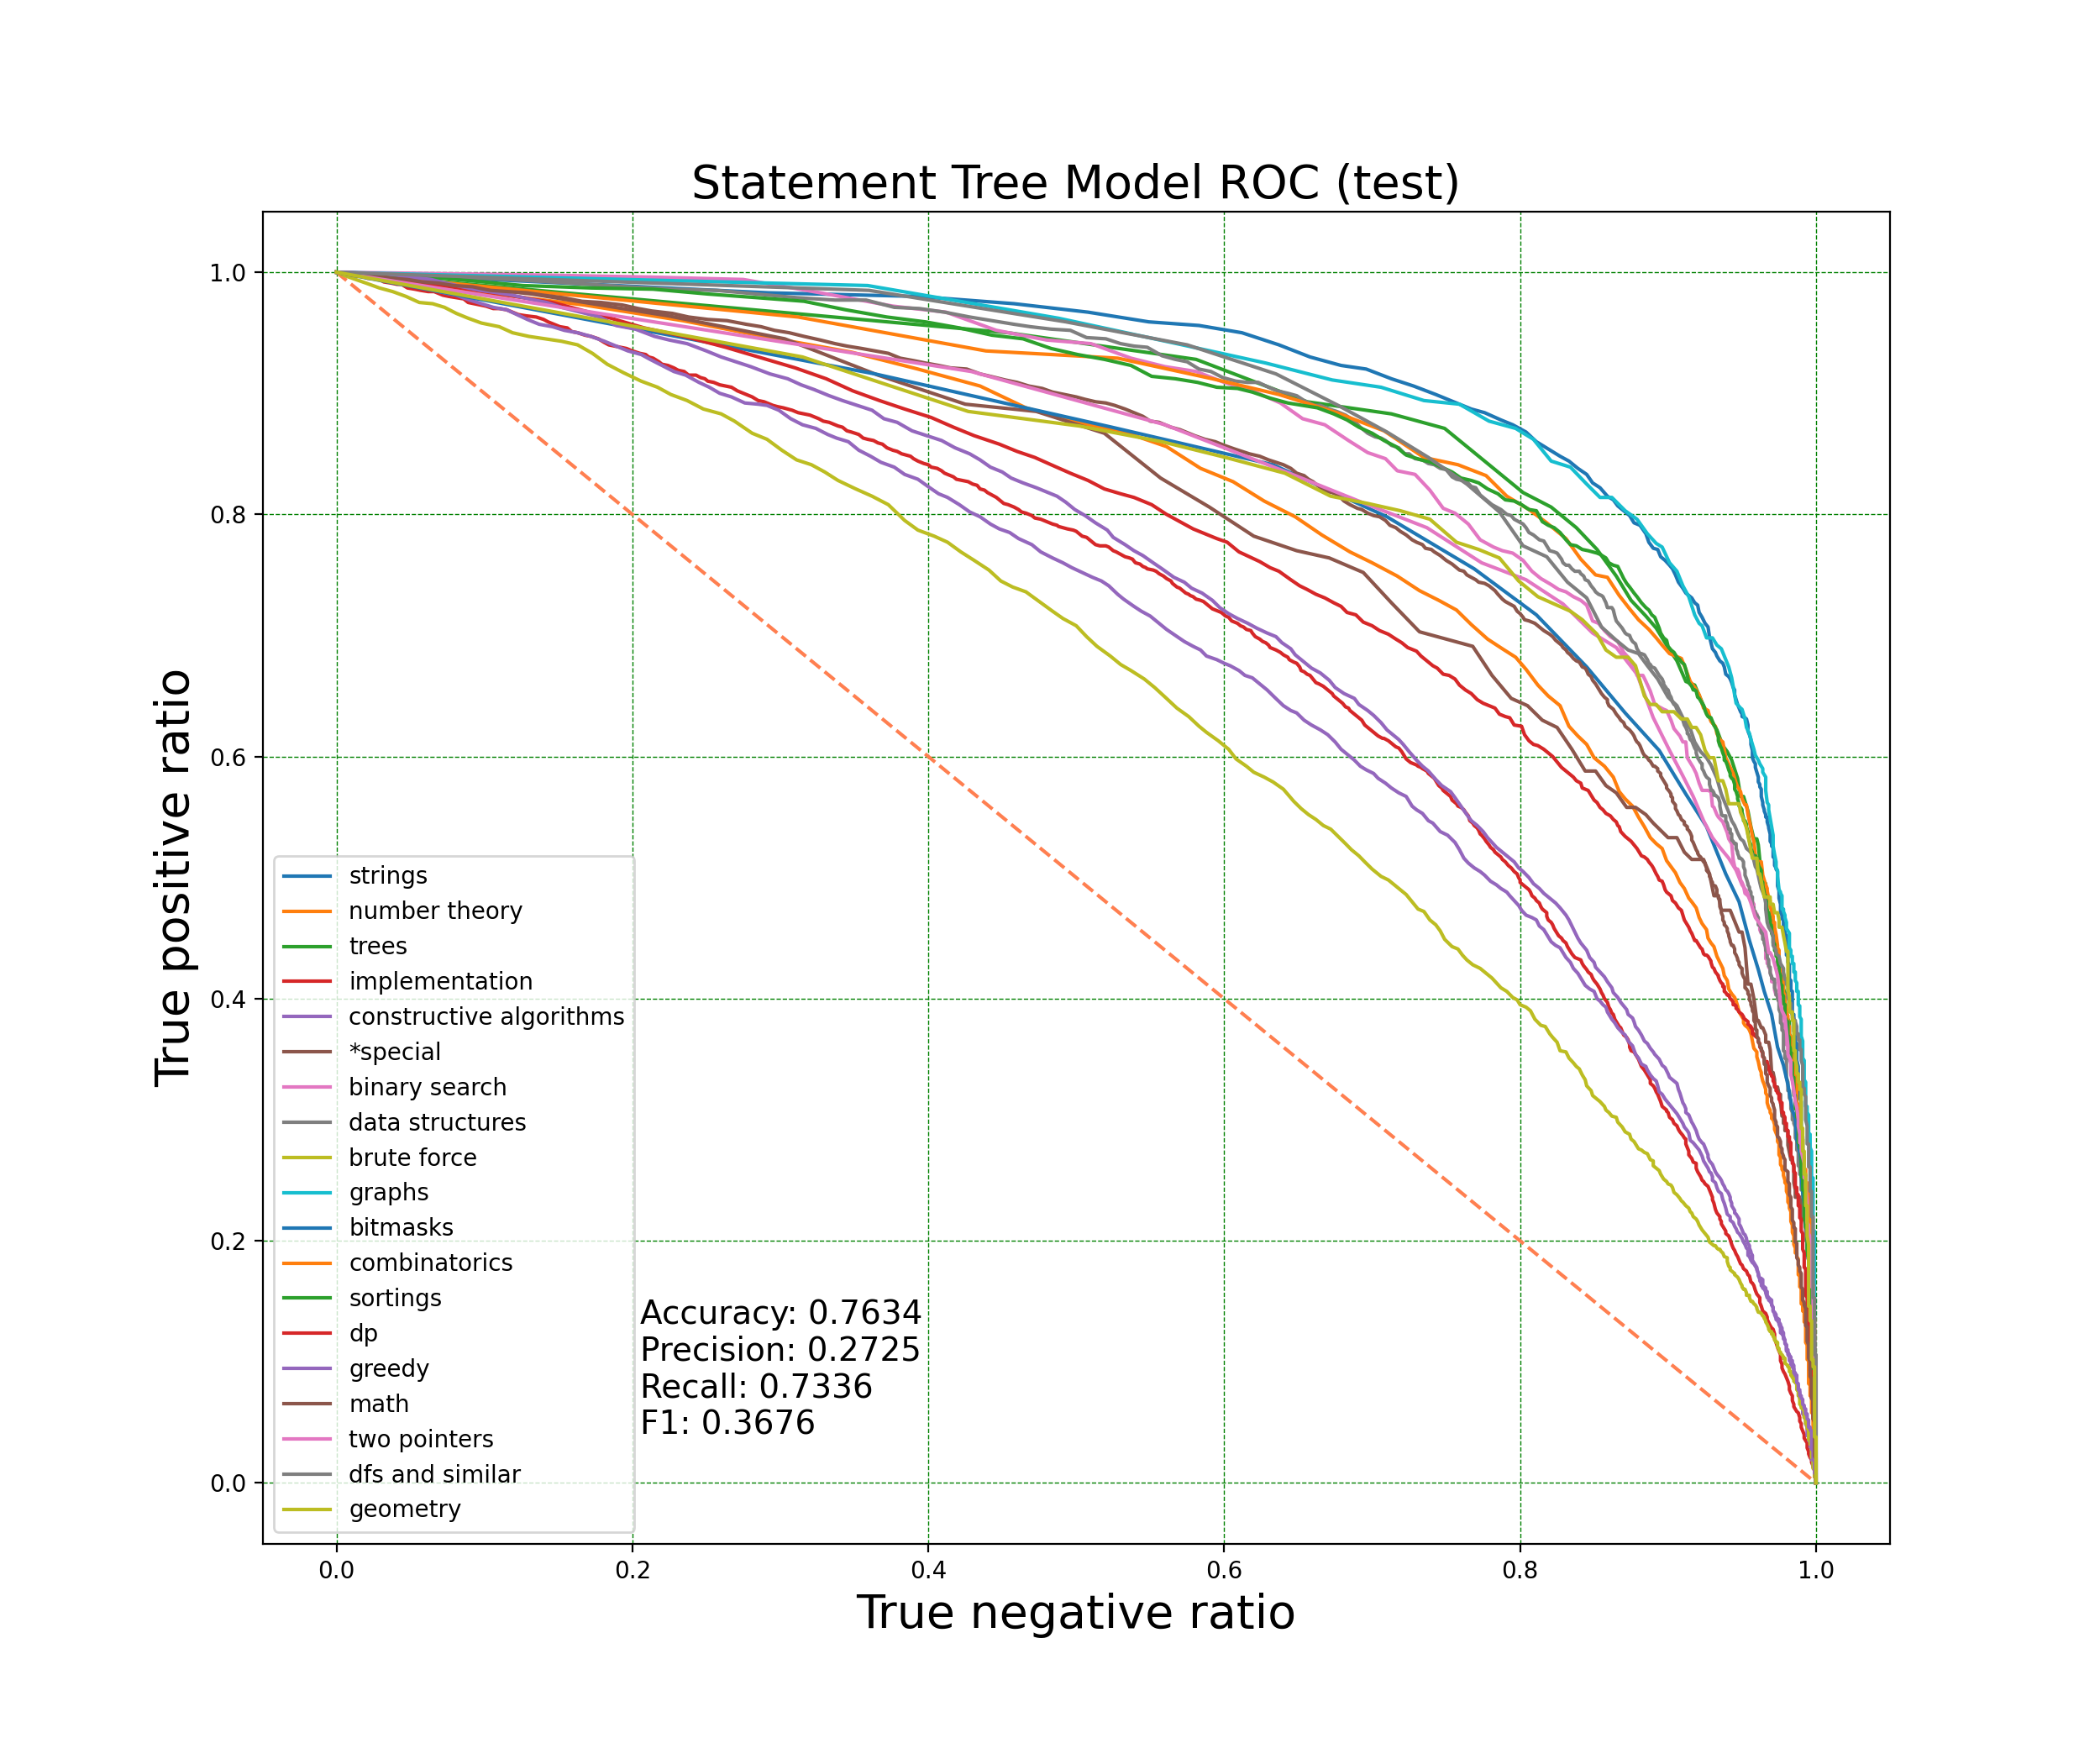 Statement Tree Model ROC (test)
True positive ratio
1.0
0.8
0.6
0.4
0.2
0.0
strings
number theory
trees
implementation
constructive algorithms
*special
binary search
data structures
brute force
graphs
bitmasks
combinatorics
sortings
dp
greedy
math
two pointers
dfs and similar
geometry
Accuracy: 0.7634
Precision: 0.2725
Recall: 0.7336
F1: 0.3676
0.0 0.2 0.4 0.6 0.8 1.0
True negative ratio